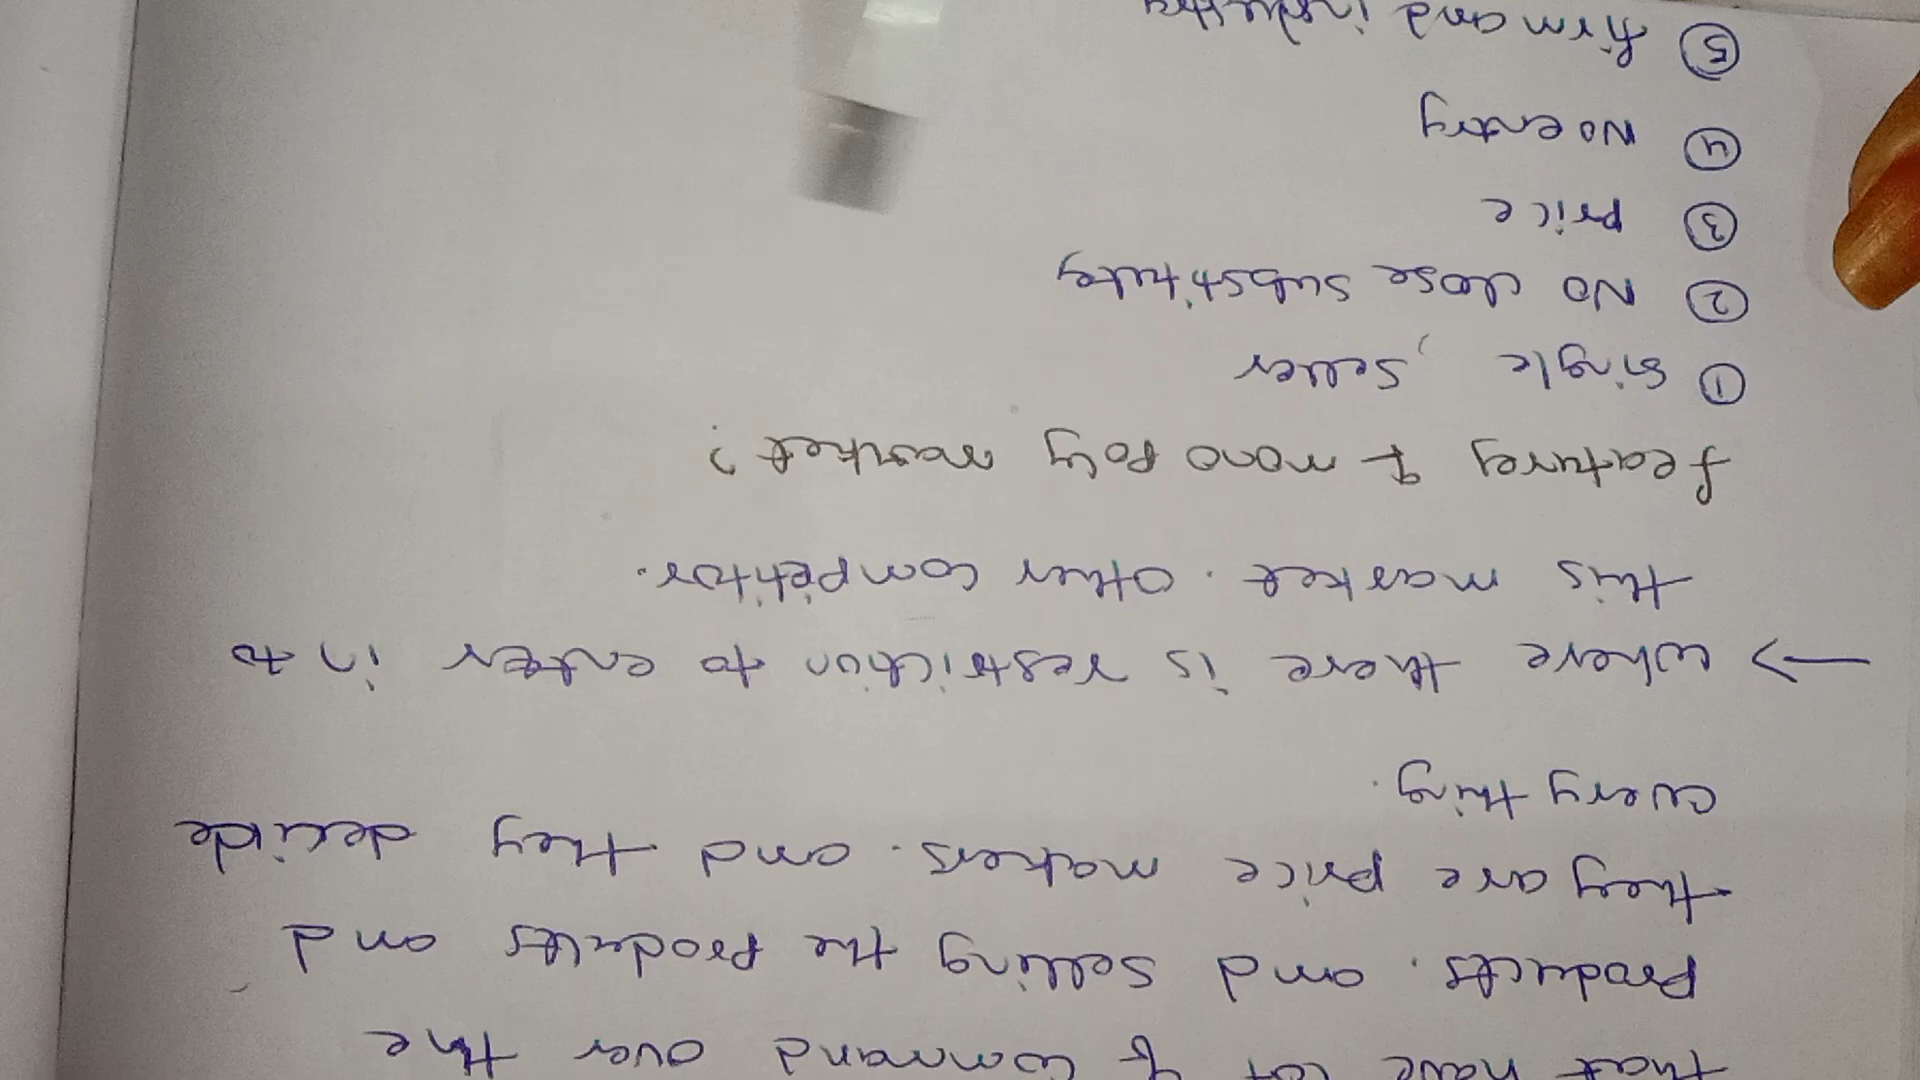 that have lot of command over the
Products. and selling the products and
they are price makers. and they decide
every thing.
→ where there is restriction to enter in to
this market. other competitor.
features of mono poly market?
① Single, seller
② No close substitutes
③ price
④ No entry
⑤ firm and industry